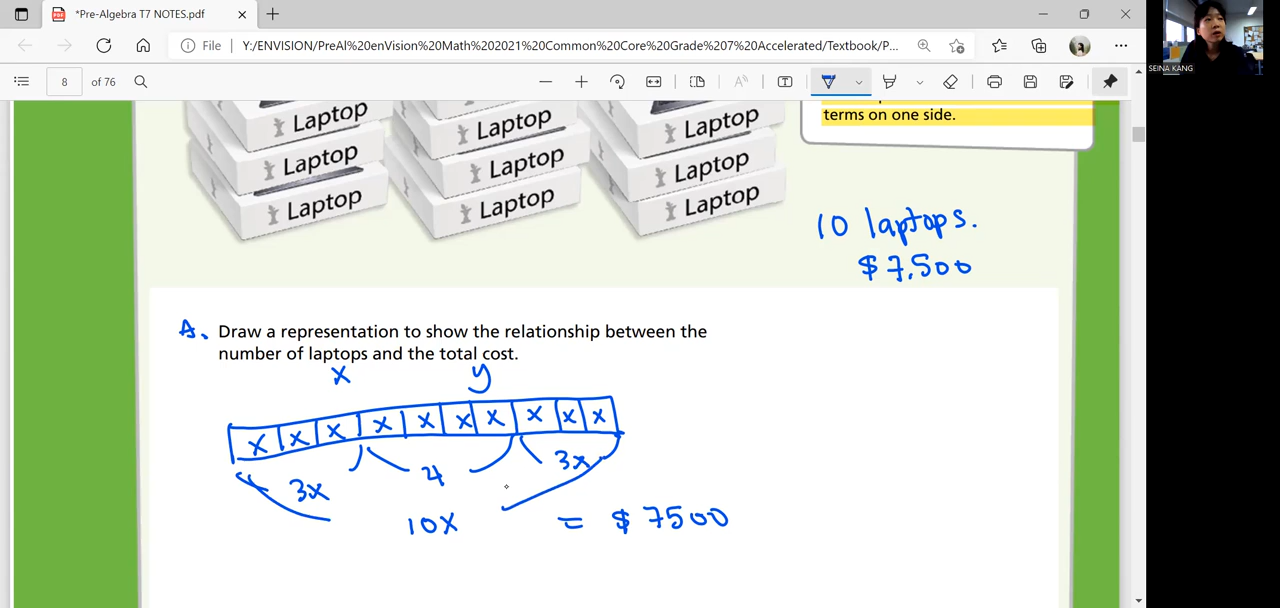 *Pre-Algebra T7 NOTES.pdf
File Y:/ENVISION/PreAl%20enVision%20Math%202021%20Common%20Core%20Grade%207%20Accelerated/Textbook/P...
8 of 76
SEINA KANG
Laptop Laptop Laptop
Laptop Laptop Laptop
Laptop Laptop Laptop
terms on one side.
10 laptops.
$7,500
A. Draw a representation to show the relationship between the
number of laptops and the total cost.
x y
x x x x x x x x x x
3x 4 3x
10x = $7500